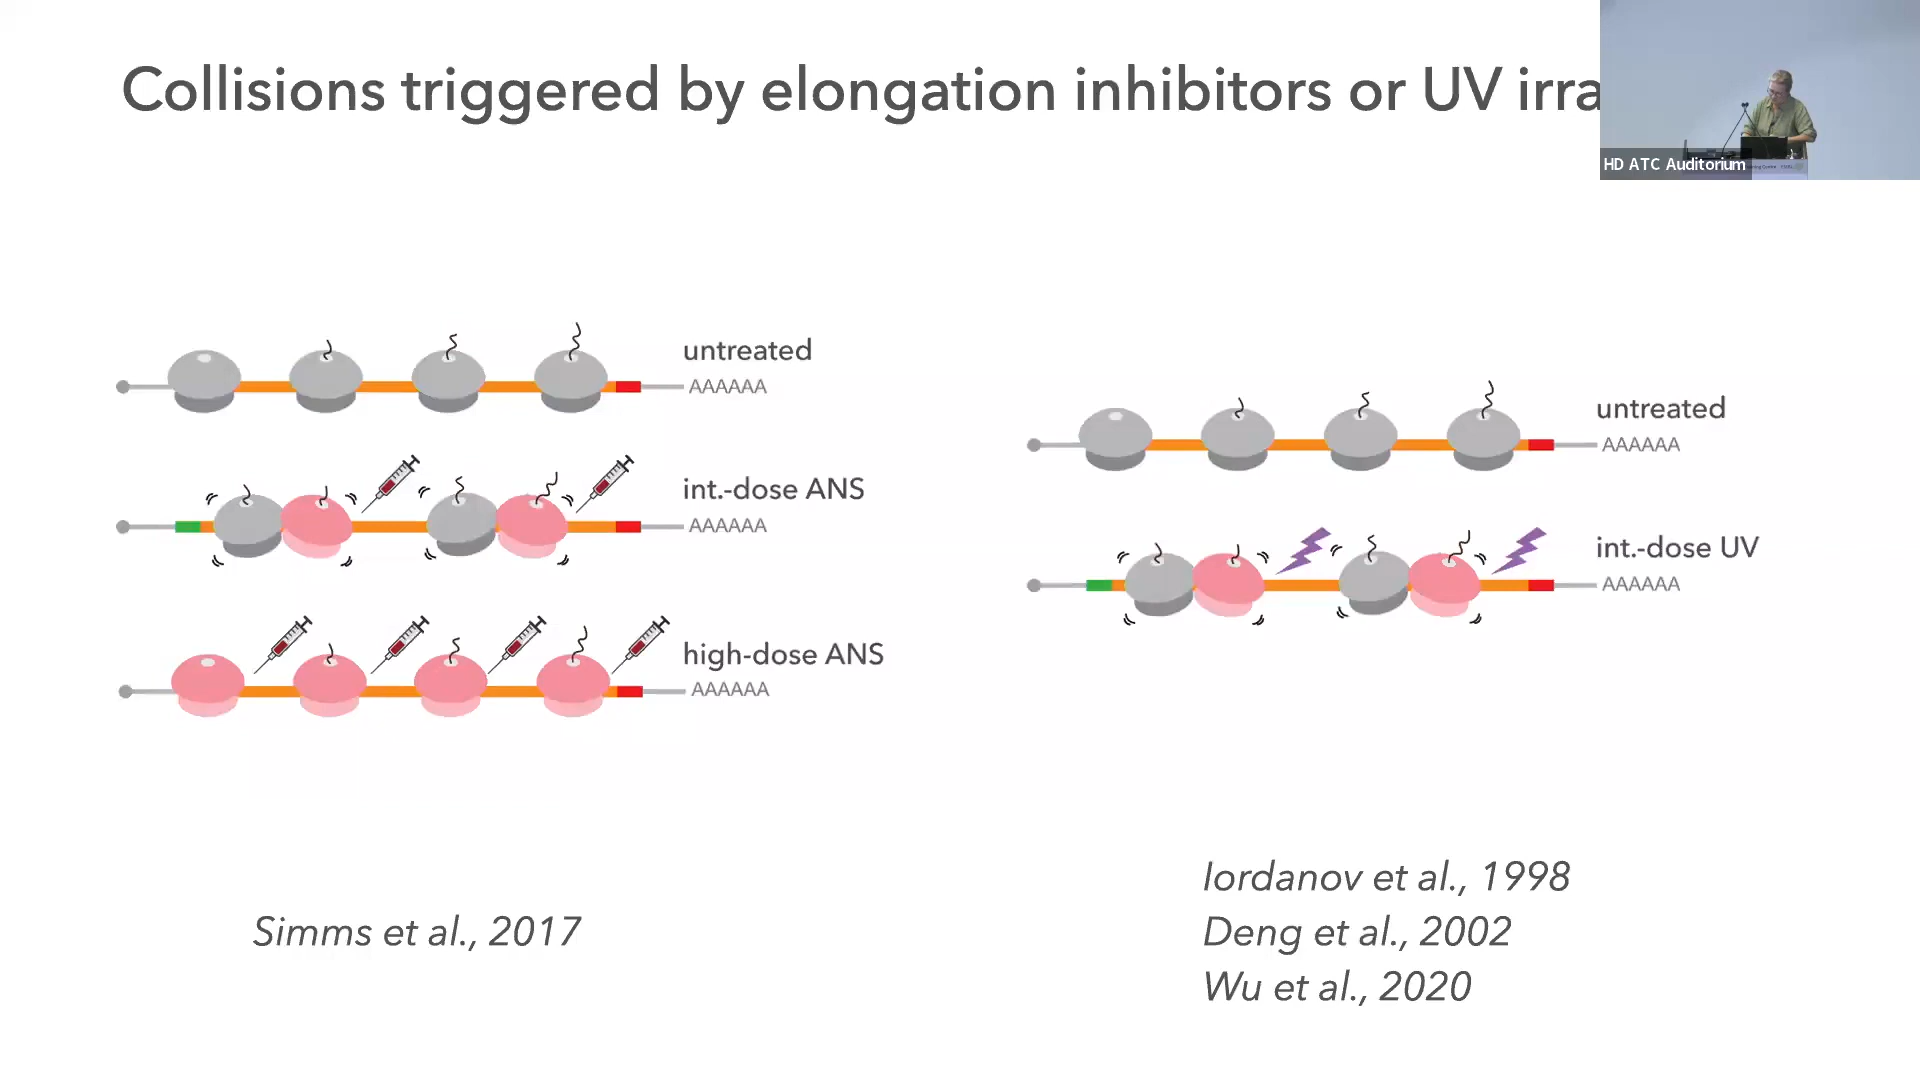 Collisions triggered by elongation inhibitors or UV irra
HD ATC Auditorium
untreated
AAAAAA
int.-dose ANS
AAAAAA
high-dose ANS
AAAAAA
untreated
AAAAAA
int.-dose UV
AAAAAA
Simms et al., 2017
Iordanov et al., 1998
Deng et al., 2002
Wu et al., 2020